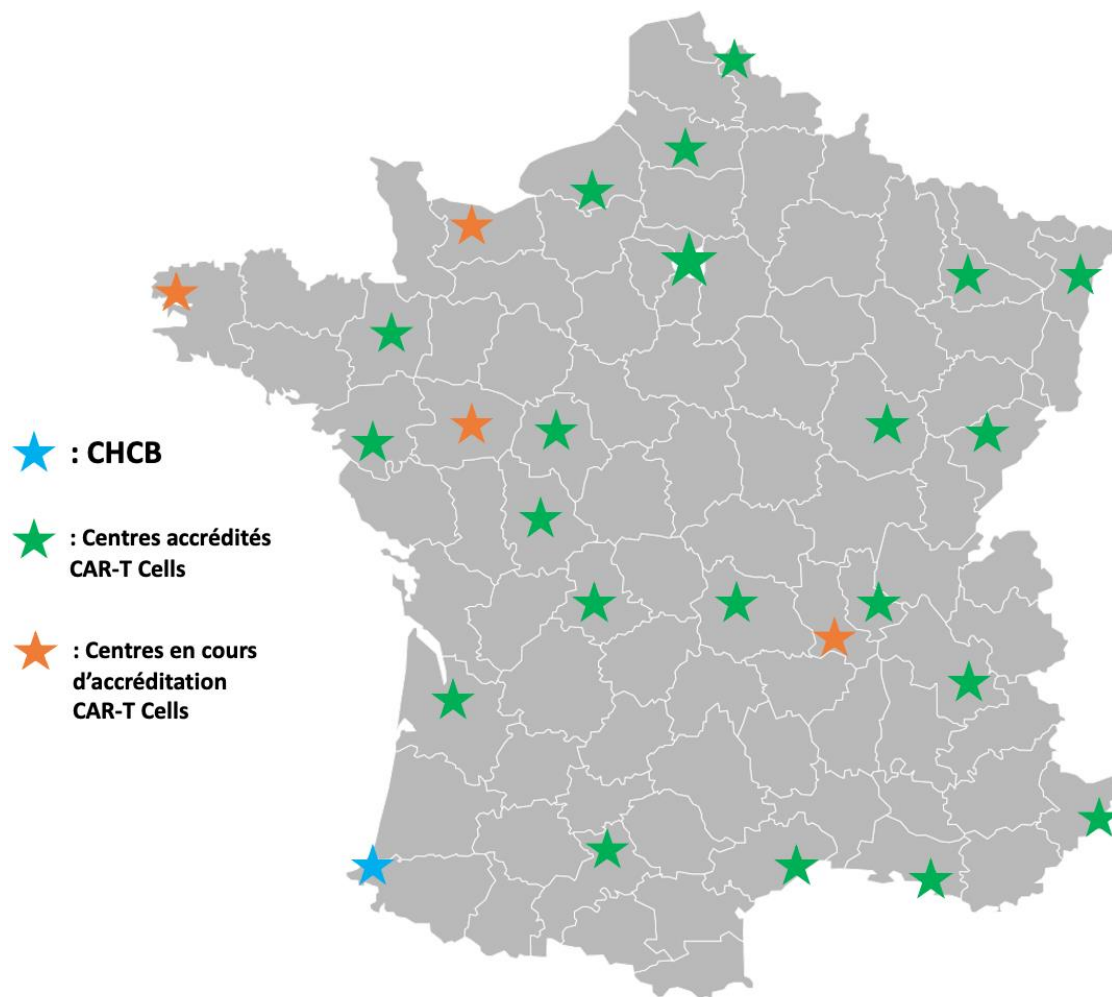 : CHCB
: Centres accrédités
CAR-T Cells
: Centres en cours
d'accréditation
CAR-T Cells